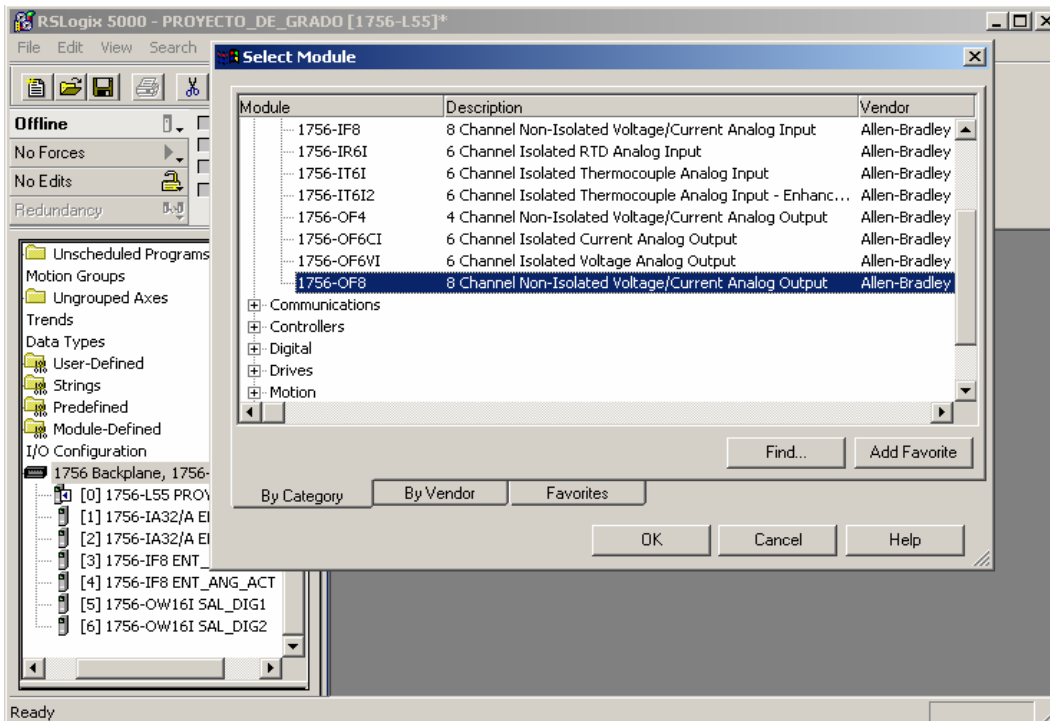 RSLogix 5000 - PROYECTO_DE_GRADO [1756-L55]*
File Edit View Search
Offline
No Forces
No Edits
Redundancy
Unscheduled Programs
Motion Groups
Ungrouped Axes
Trends
Data Types
User-Defined
Strings
Predefined
Module-Defined
I/O Configuration
1756 Backplane, 1756-
[0] 1756-L55 PROY
[1] 1756-IA32/A
[2] 1756-IA32/A
[3] 1756-IF8 ENT_
[4] 1756-IF8 ENT_ANG_ACT
[5] 1756-OW16I SAL_DIG1
[6] 1756-OW16I SAL_DIG2
Select Module
Module Description Vendor
1756-IF8 8 Channel Non-Isolated Voltage/Current Analog Input Allen-Bradley
1756-IR6I 6 Channel Isolated RTD Analog Input Allen-Bradley
1756-IT6I 6 Channel Isolated Thermocouple Analog Input Allen-Bradley
1756-IT6I2 6 Channel Isolated Thermocouple Analog Input - Enhanc... Allen-Bradley
1756-OF4 4 Channel Non-Isolated Voltage/Current Analog Output Allen-Bradley
1756-OF6CI 6 Channel Isolated Current Analog Output Allen-Bradley
1756-OF6VI 6 Channel Isolated Voltage Analog Output Allen-Bradley
1756-OF8 8 Channel Non-Isolated Voltage/Current Analog Output Allen-Bradley
Communications
Controllers
Digital
Drives
Motion
Find... Add Favorite
By Category By Vendor Favorites
OK Cancel Help
Ready